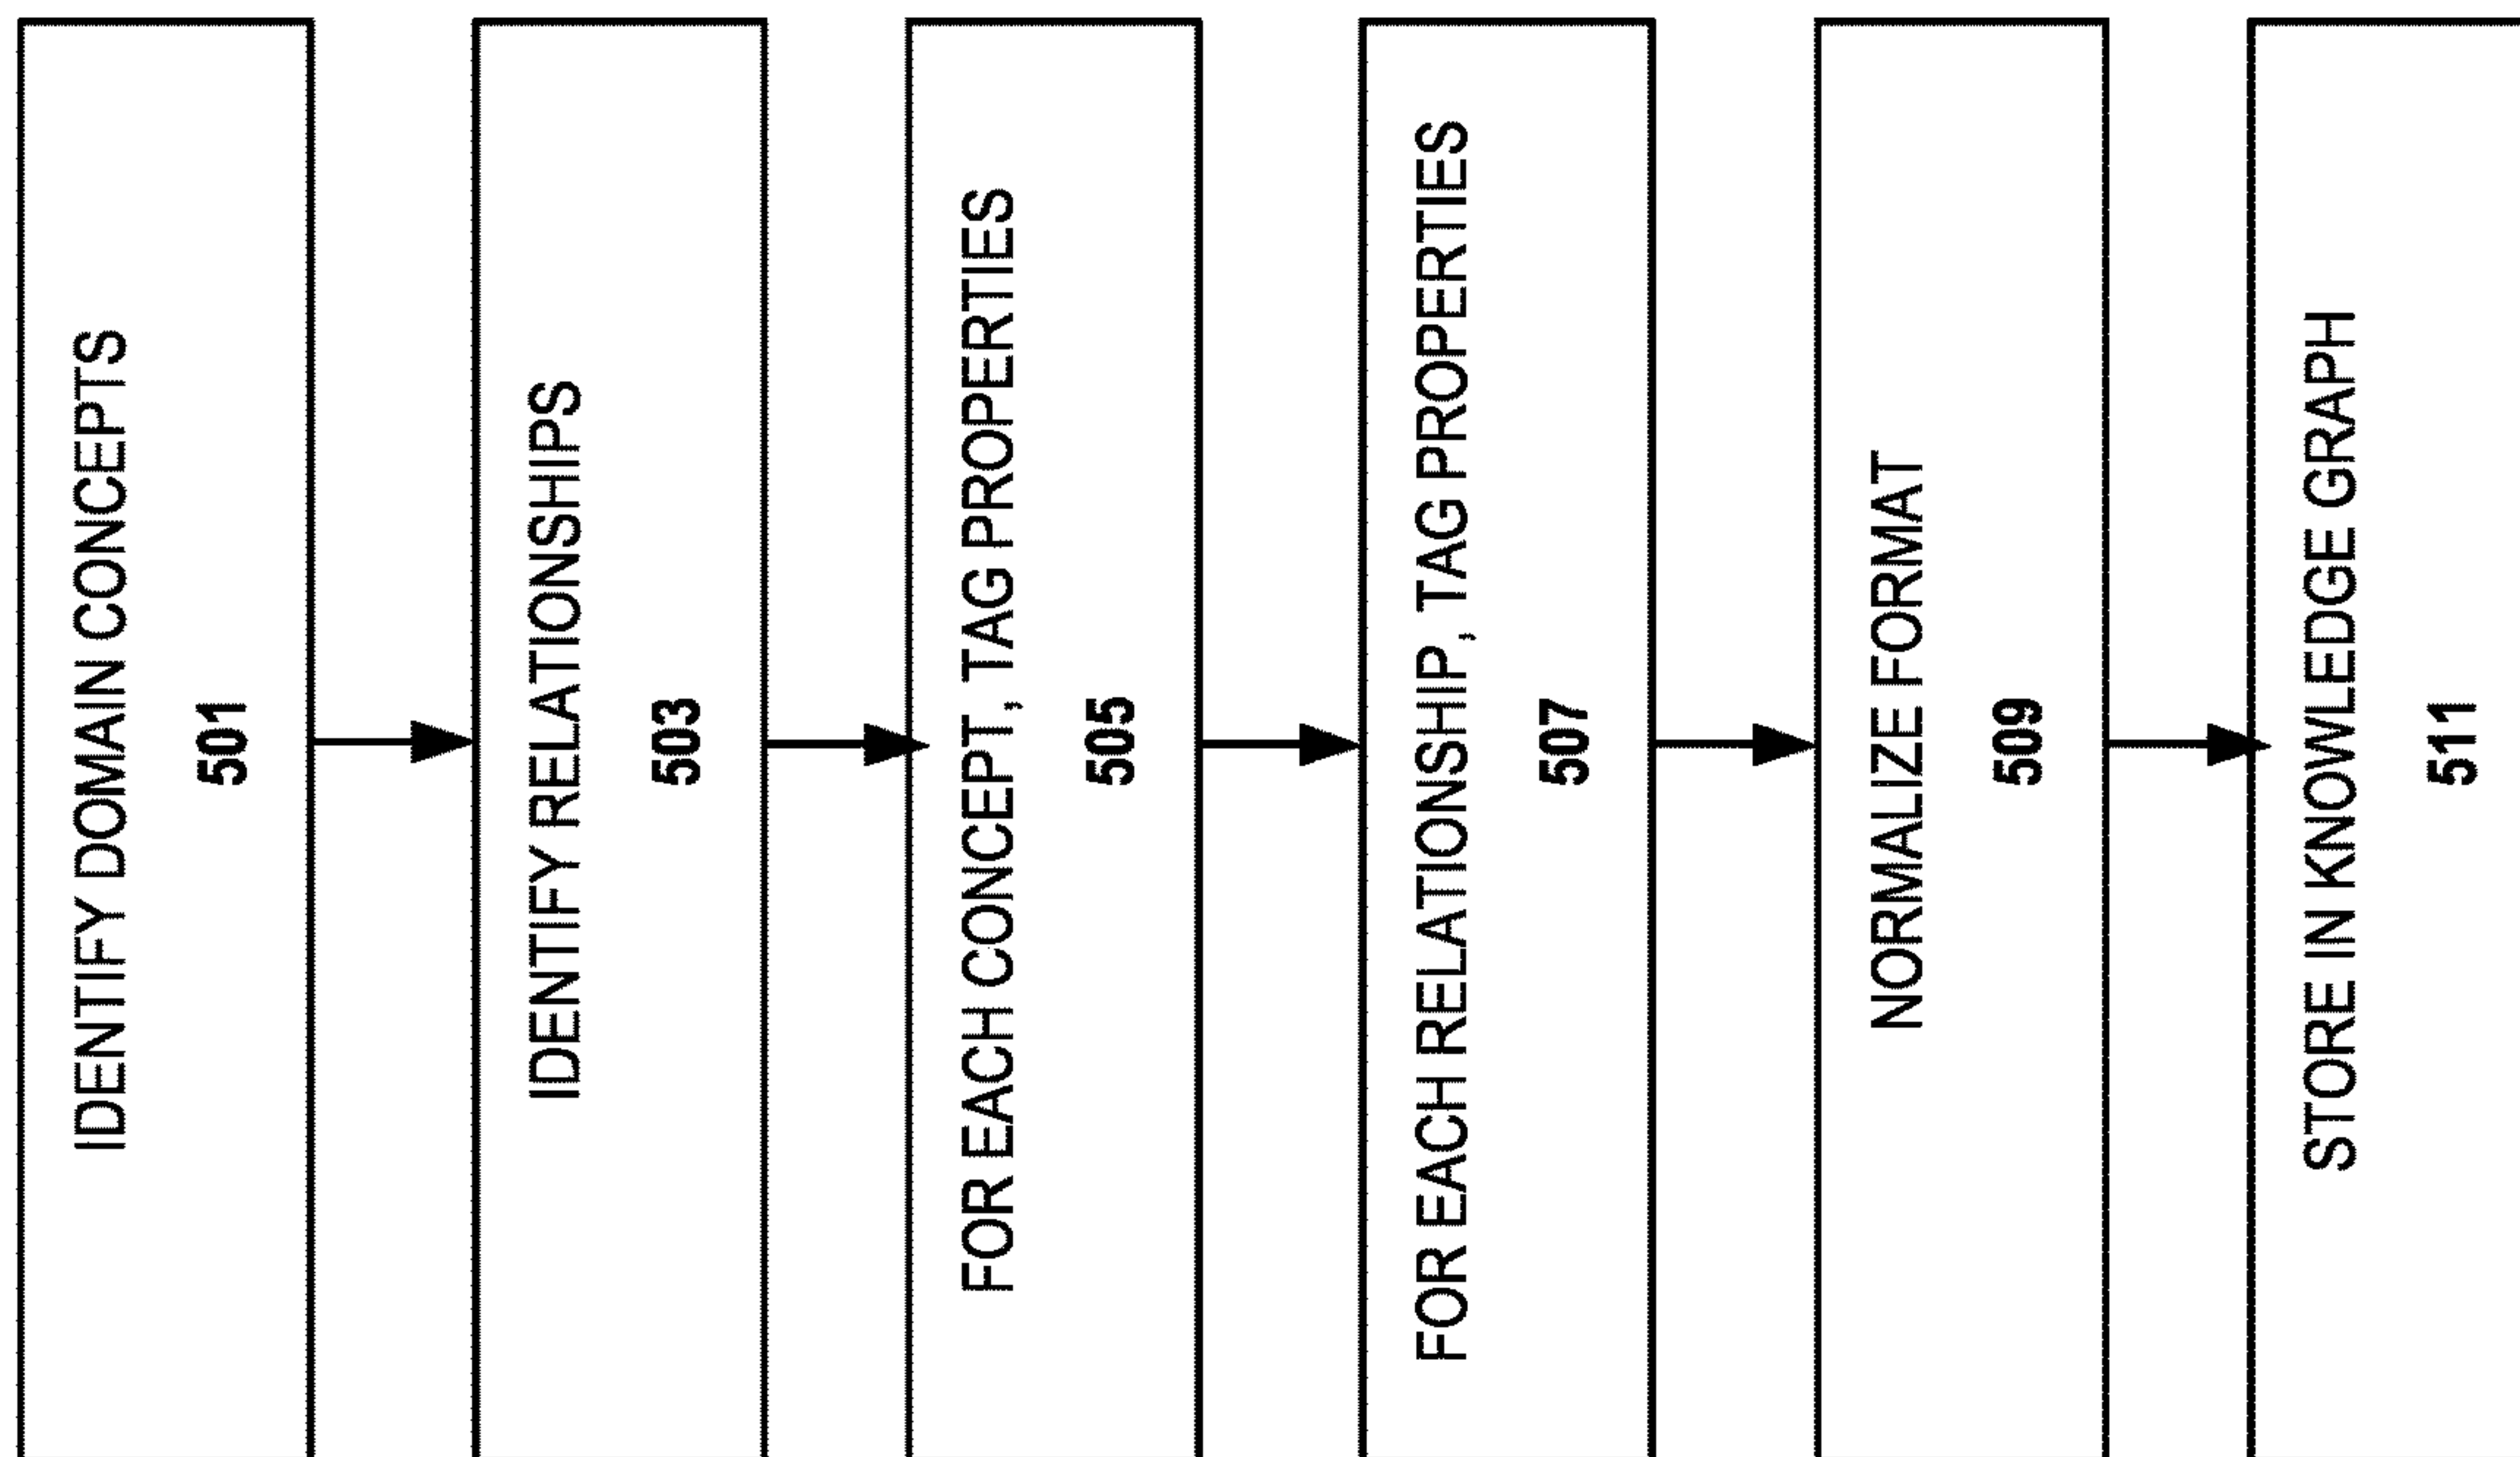 IDENTIFY DOMAIN CONCEPTS
501
IDENTIFY RELATIONSHIPS
503
FOR EACH CONCEPT, TAG PROPERTIES
505
FOR EACH RELATIONSHIP, TAG PROPERTIES
507
NORMALIZE FORMAT
509
STORE IN KNOWLEDGE GRAPH
511